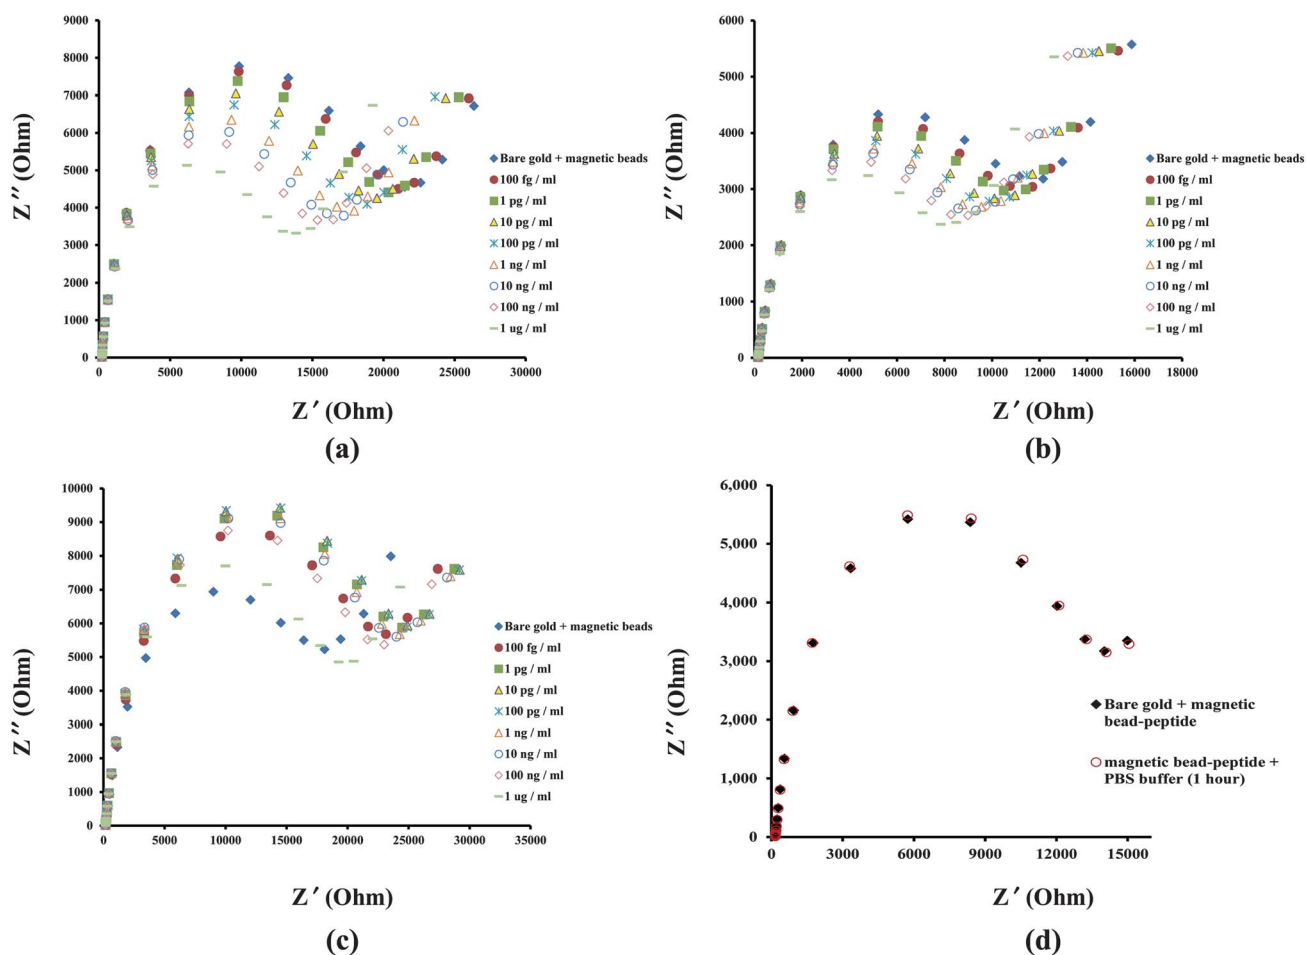 9000
8000
7000
6000
5000
4000
3000
2000
1000
0
Z′′ (Ohm)
0 5000 10000 15000 20000 25000 30000
Z′ (Ohm)
Bare gold + magnetic beads
100 fg / ml
1 pg / ml
10 pg / ml
100 pg / ml
1 ng / ml
10 ng / ml
100 ng / ml
1 ug / ml
(a)
6000
5000
4000
3000
2000
1000
0
Z′′ (Ohm)
0 2000 4000 6000 8000 10000 12000 14000 16000 18000
Z′ (Ohm)
Bare gold + magnetic beads
100 fg / ml
1 pg / ml
10 pg / ml
100 pg / ml
1 ng / ml
10 ng / ml
100 ng / ml
1 ug / ml
(b)
10000
9000
8000
7000
6000
5000
4000
3000
2000
1000
0
Z′′ (Ohm)
0 5000 10000 15000 20000 25000 30000 35000
Z′ (Ohm)
Bare gold + magnetic beads
100 fg / ml
1 pg / ml
10 pg / ml
100 pg / ml
1 ng / ml
10 ng / ml
100 ng / ml
1 ug / ml
(c)
6,000
5,000
4,000
3,000
2,000
1,000
0
Z′′ (Ohm)
0 3000 6000 9000 12000 15000
Z′ (Ohm)
Bare gold + magnetic
bead-peptide
magnetic bead-peptide +
PBS buffer (1 hour)
(d)